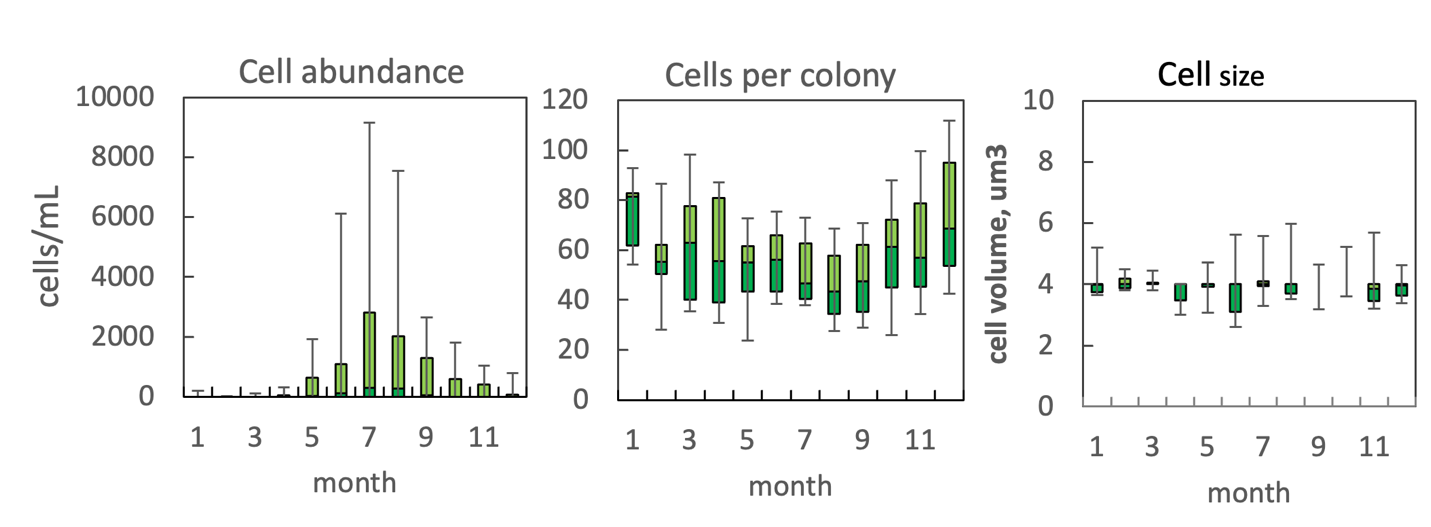 Cell abundance
10000
8000
6000
4000
2000
0
cells/mL
1 3 5 7 9 11
month
Cells per colony
120
100
80
60
40
20
0
1 3 5 7 9 11
month
Cell size
10
8
6
4
2
0
cell volume, um3
1 3 5 7 9 11
month